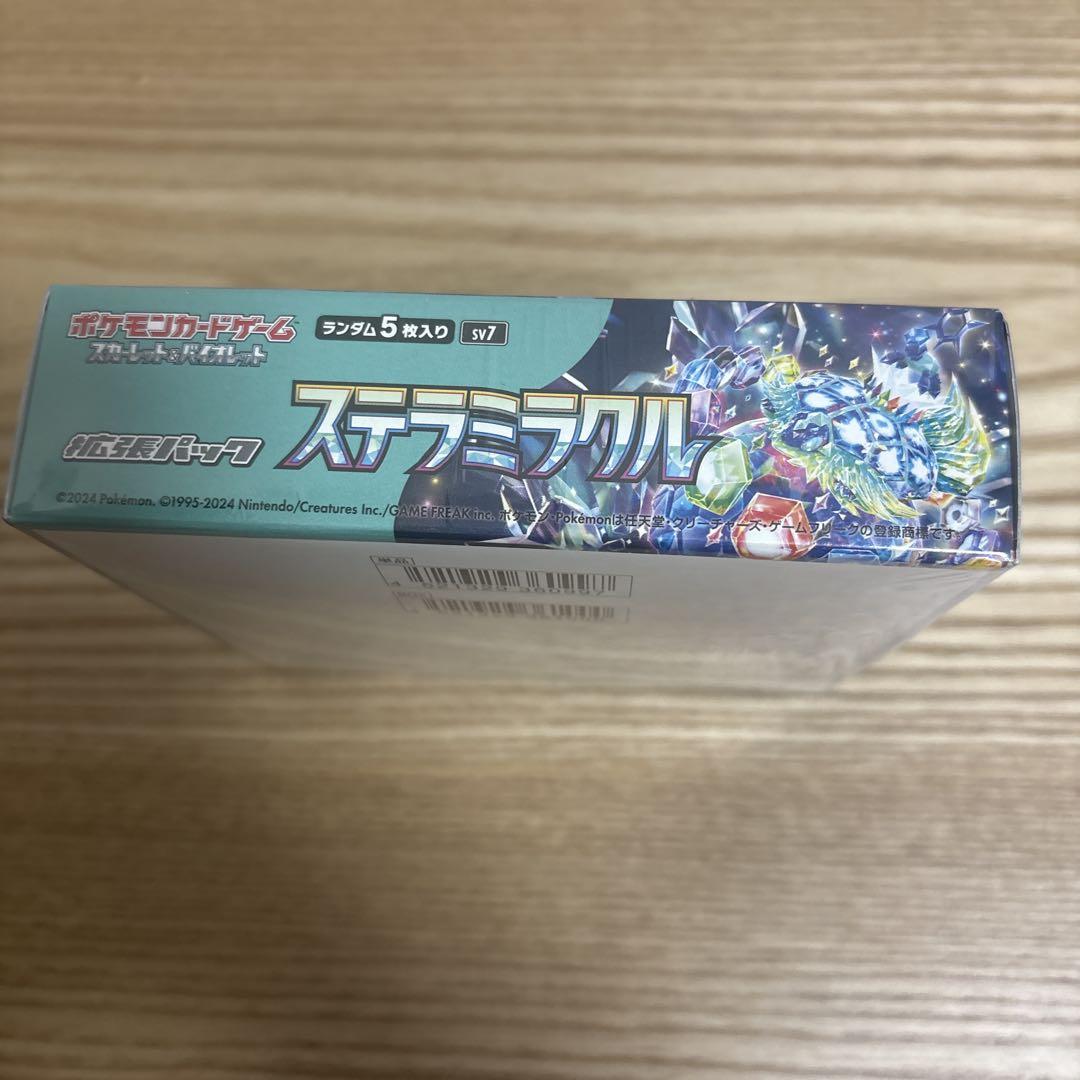 ポケモンカードゲーム
スカーレット&バイオレット
ランダム5枚入り
SV7
拡張パック
ステラミラクル
©2024 Pokémon. ©1995-2024 Nintendo/Creatures Inc./GAME FREAK inc. ポケモン・Pokémonは任天堂・クリーチャーズ・ゲームフリークの登録商標です。